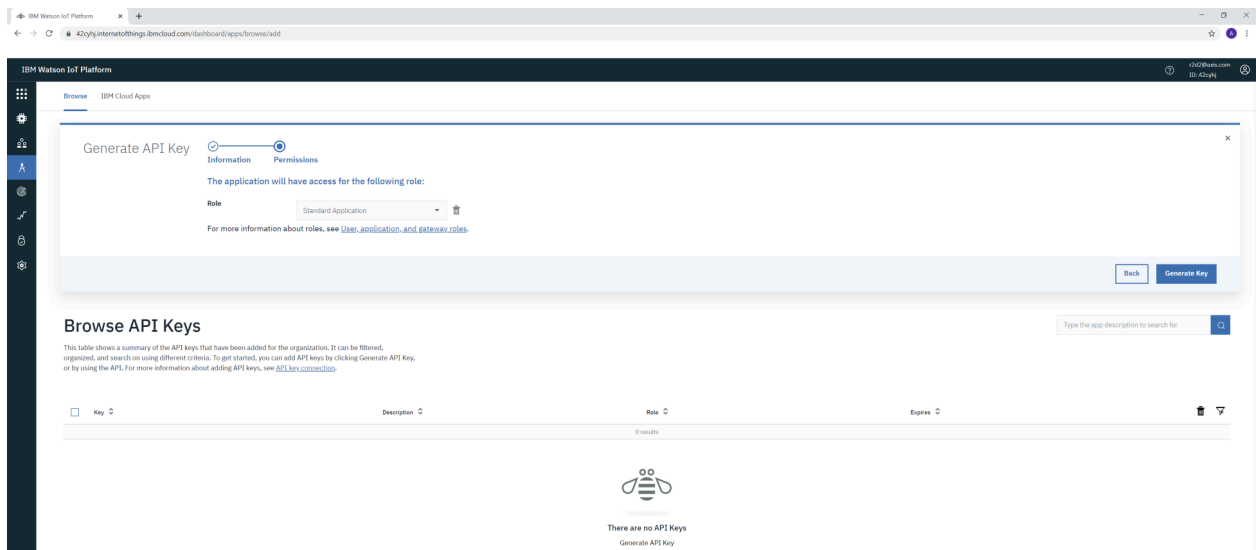 IBM Watson IoT Platform
42cyhj.internetofthings.ibmcloud.com/dashboard/apps/browse/add
A
IBM Watson IoT Platform
r2d2@axis.com
ID: 42cyhj
Browse IBM Cloud Apps
Generate API Key
Information Permissions
The application will have access for the following role:
Role
Standard Application
For more information about roles, see User, application, and gateway roles.
Back Generate Key
Browse API Keys
Type the app description to search for
This table shows a summary of the API keys that have been added for the organization. It can be filtered,
organized, and search on using different criteria. To get started, you can add API keys by clicking Generate API Key,
or by using the API. For more information about adding API keys, see API key connection.
Key Description Role Expires
0 results
There are no API Keys
Generate API Key